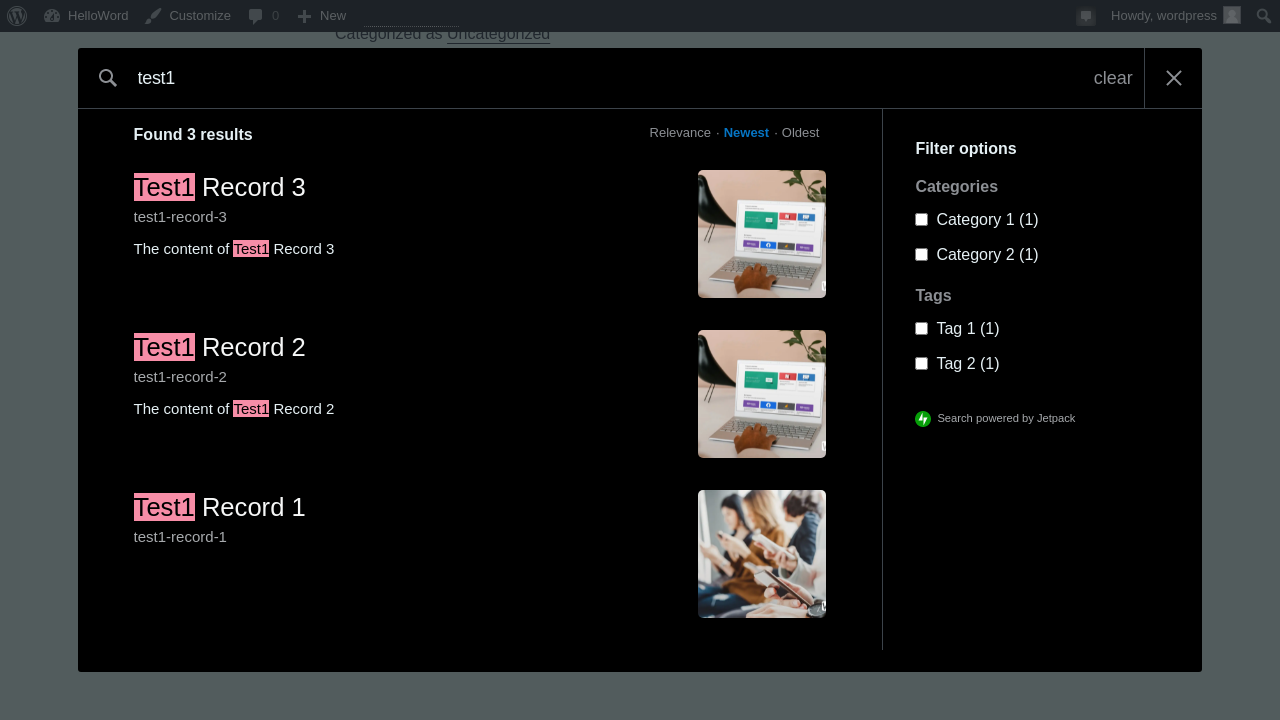 HelloWord Customize 0 New Howdy, wordpress
Categorized as Uncategorized
test1 clear
Found 3 results
Relevance · Newest · Oldest
Test1 Record 3
test1-record-3
The content of Test1 Record 3
Test1 Record 2
test1-record-2
The content of Test1 Record 2
Test1 Record 1
test1-record-1
Filter options
Categories
Category 1 (1)
Category 2 (1)
Tags
Tag 1 (1)
Tag 2 (1)
Search powered by Jetpack